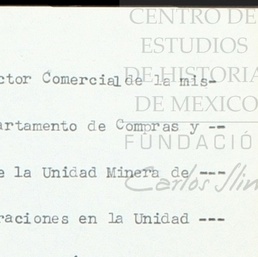 CENTRO DE
ESTUDIOS
DE HISTORIA
DE MEXICO
FUNDACIÓ
Carlos Slim
ctor Comercial de la mis-
artamento de Compras y --
e la Unidad Minera de ---
raciones en la Unidad ---